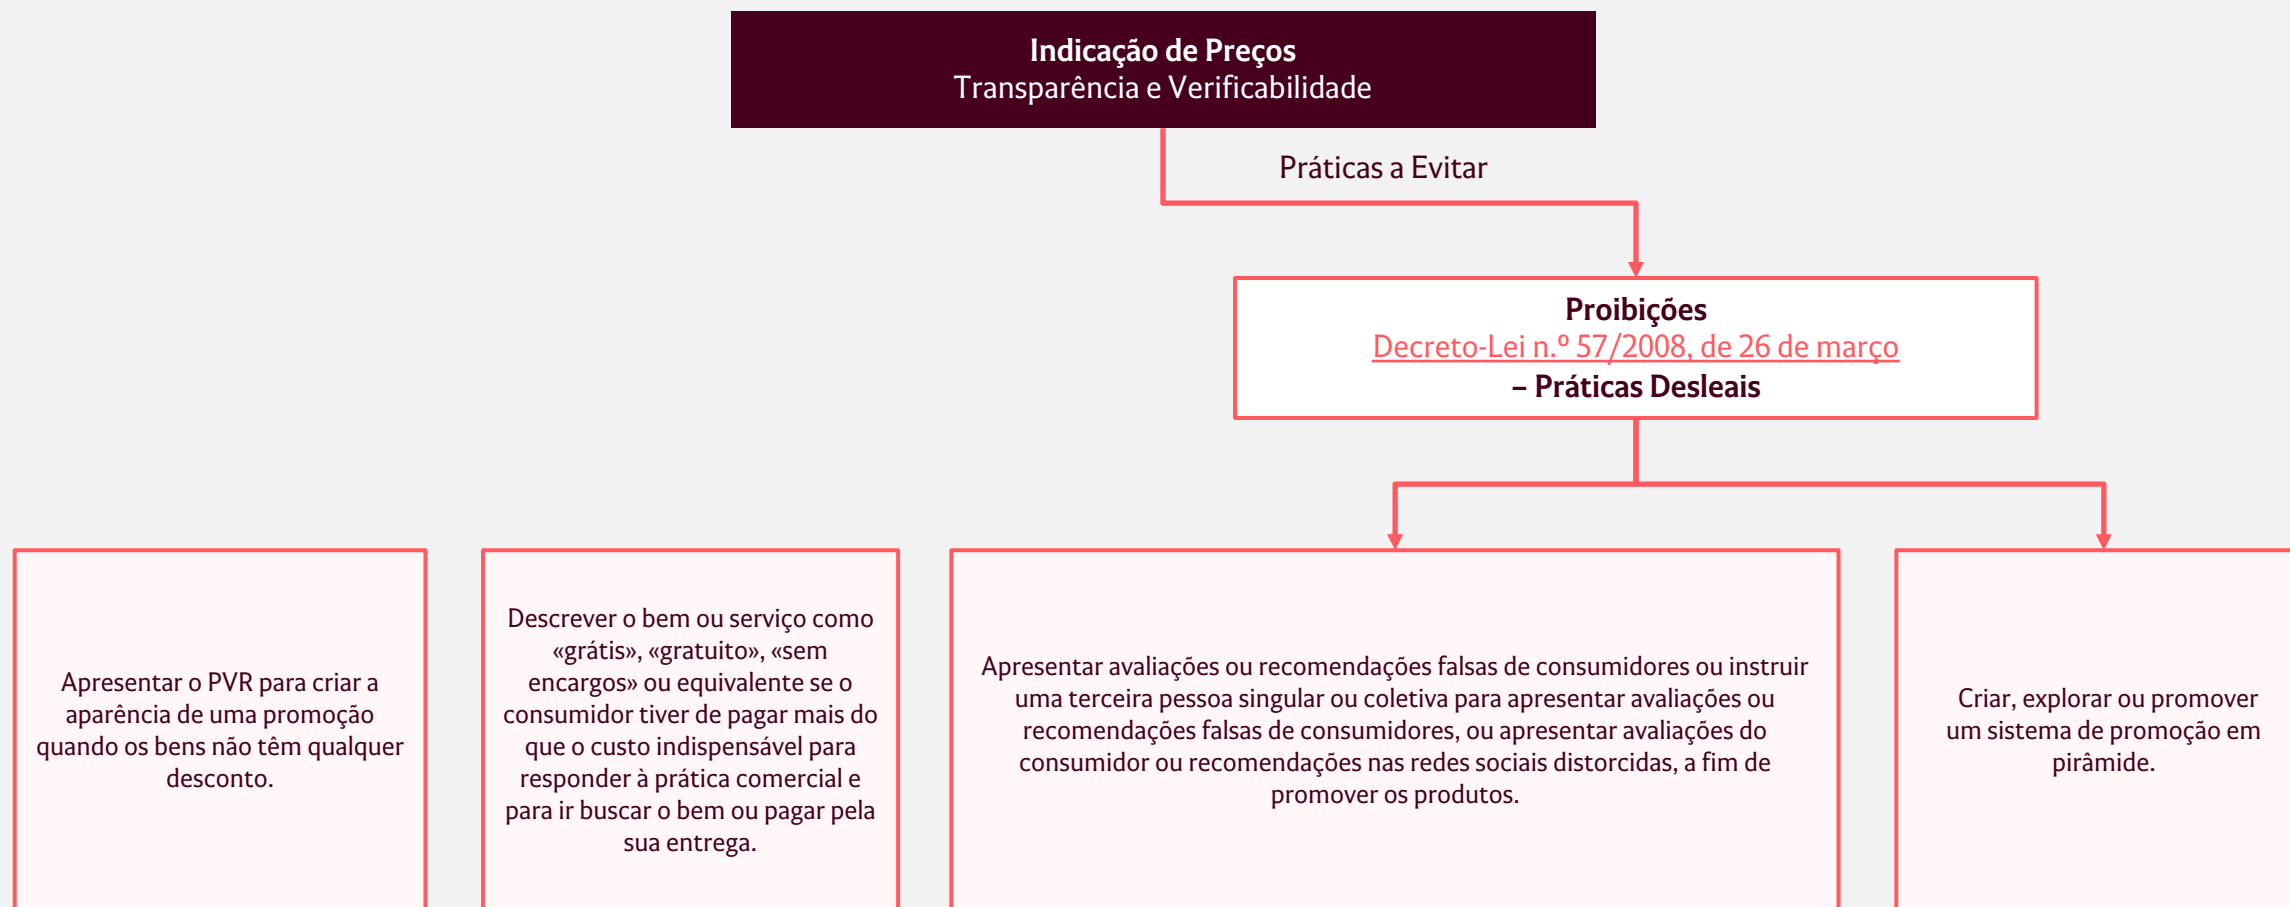 Indicação de Preços
Transparência e Verificabilidade
Práticas a Evitar
Proibições
Decreto-Lei n.º 57/2008, de 26 de março
– Práticas Desleais
Apresentar o PVR para criar a
aparência de uma promoção
quando os bens não têm qualquer
desconto.
Descrever o bem ou serviço como
«grátis», «gratuito», «sem
encargos» ou equivalente se o
consumidor tiver de pagar mais do
que o custo indispensável para
responder à prática comercial e
para ir buscar o bem ou pagar pela
sua entrega.
Apresentar avaliações ou recomendações falsas de consumidores ou instruir
uma terceira pessoa singular ou coletiva para apresentar avaliações ou
recomendações falsas de consumidores, ou apresentar avaliações do
consumidor ou recomendações nas redes sociais distorcidas, a fim de
promover os produtos.
Criar, explorar ou promover
um sistema de promoção em
pirâmide.